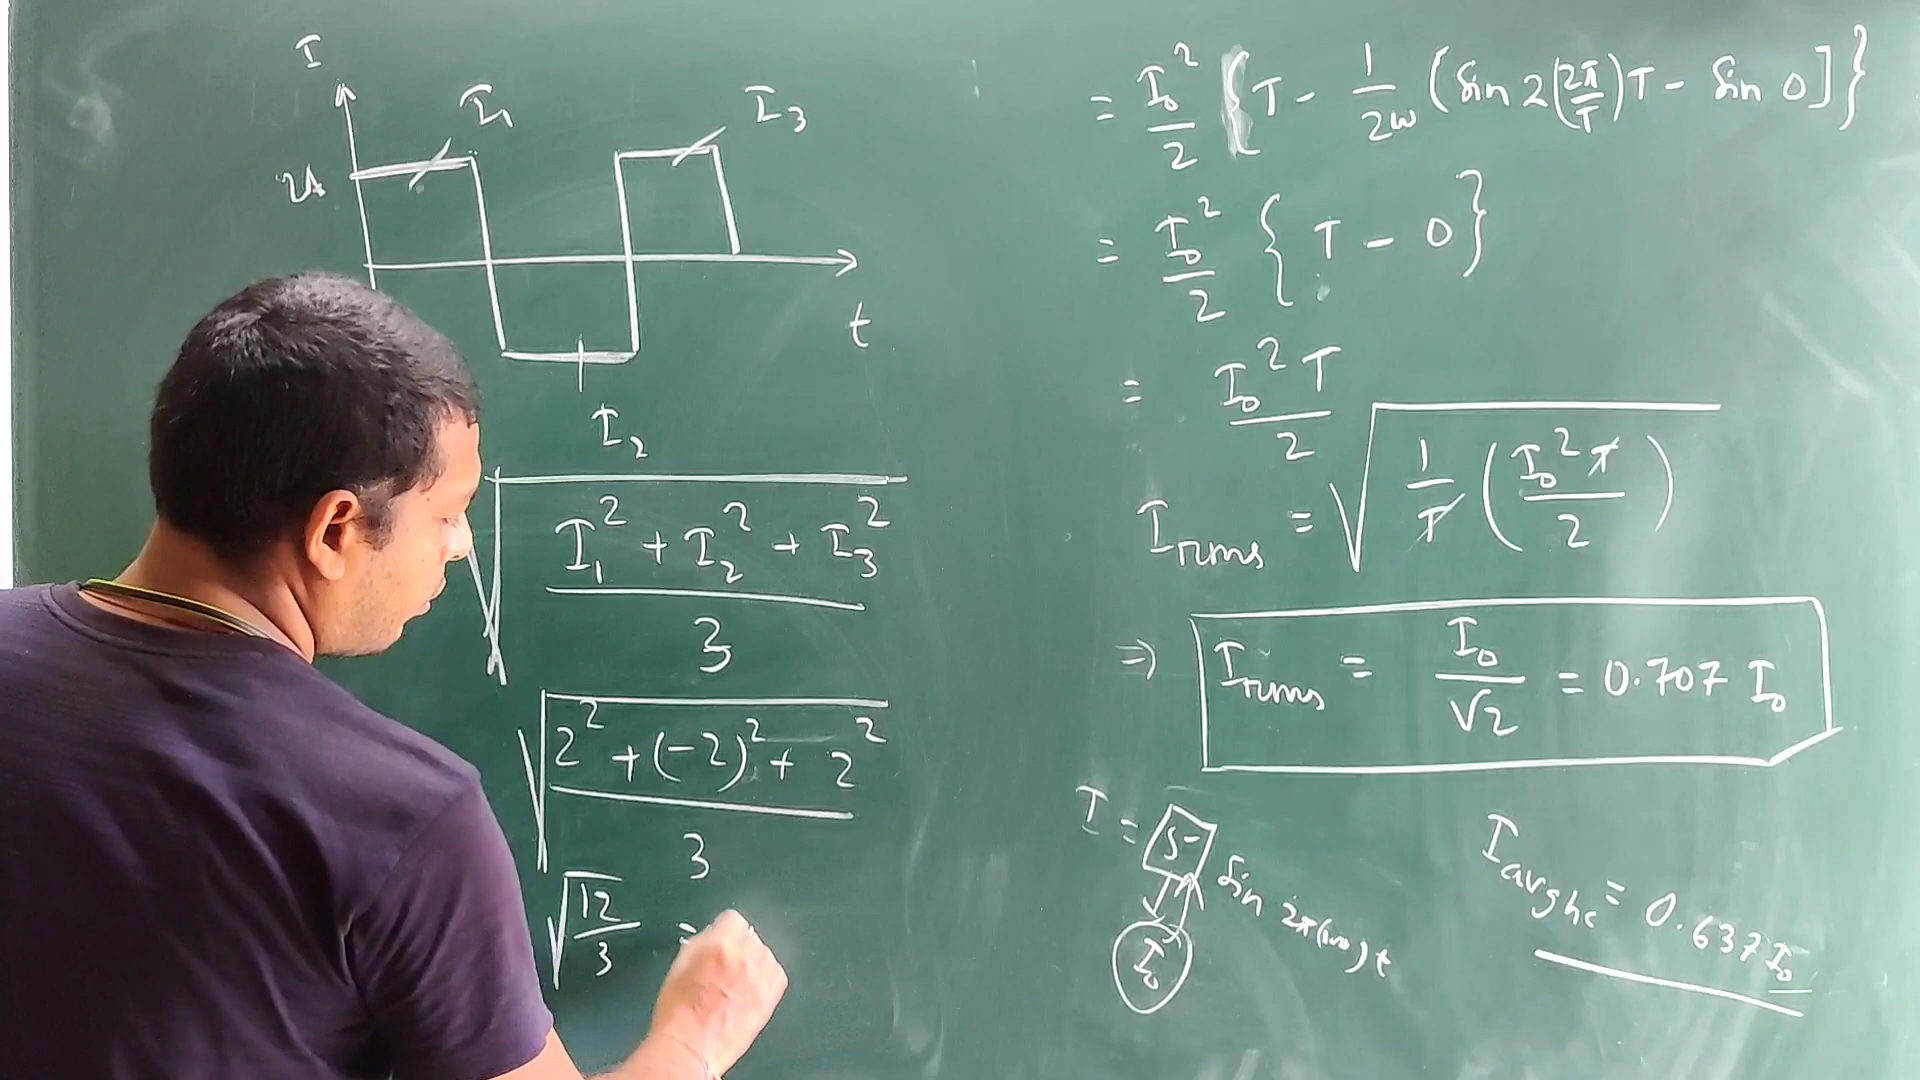 I
I₁
I₃
2A
t
I₂
√((I₁² + I₂² + I₃²)/3)
√((2² + (-2)² + 2²)/3)
√(12/3) =
= I₀²/2 {T - 1/2ω (sin 2(2π/T)T - sin 0]}
= I₀²/2 {T - 0}
= I₀²T/2
Irms = √(1/T (I₀²T/2))
⇒ Irms = I₀/√2 = 0.707 I₀
I = 5 sin 2π(100)t
I₀
Iavghc = 0.637 I₀